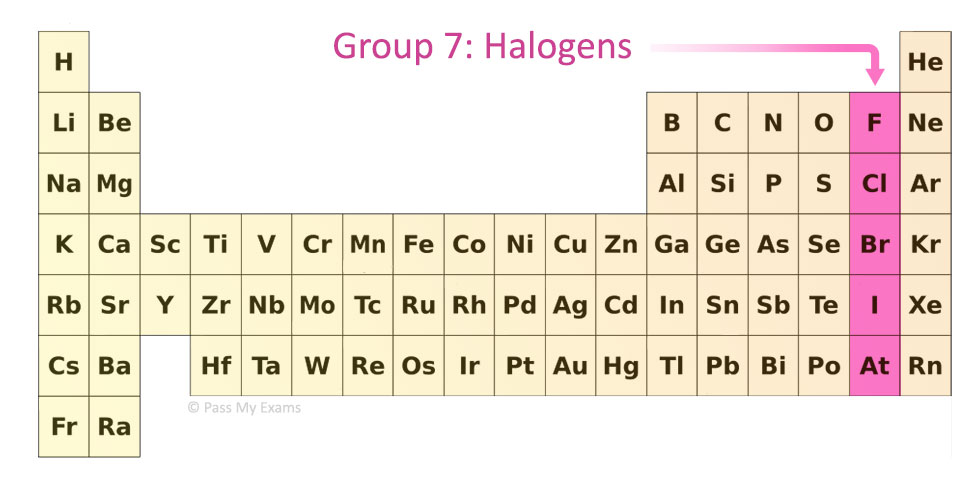 Group 7: Halogens
H He
Li Be B C N O F Ne
Na Mg Al Si P S Cl Ar
K Ca Sc Ti V Cr Mn Fe Co Ni Cu Zn Ga Ge As Se Br Kr
Rb Sr Y Zr Nb Mo Tc Ru Rh Pd Ag Cd In Sn Sb Te I Xe
Cs Ba Hf Ta W Re Os Ir Pt Au Hg Tl Pb Bi Po At Rn
© Pass My Exams
Fr Ra